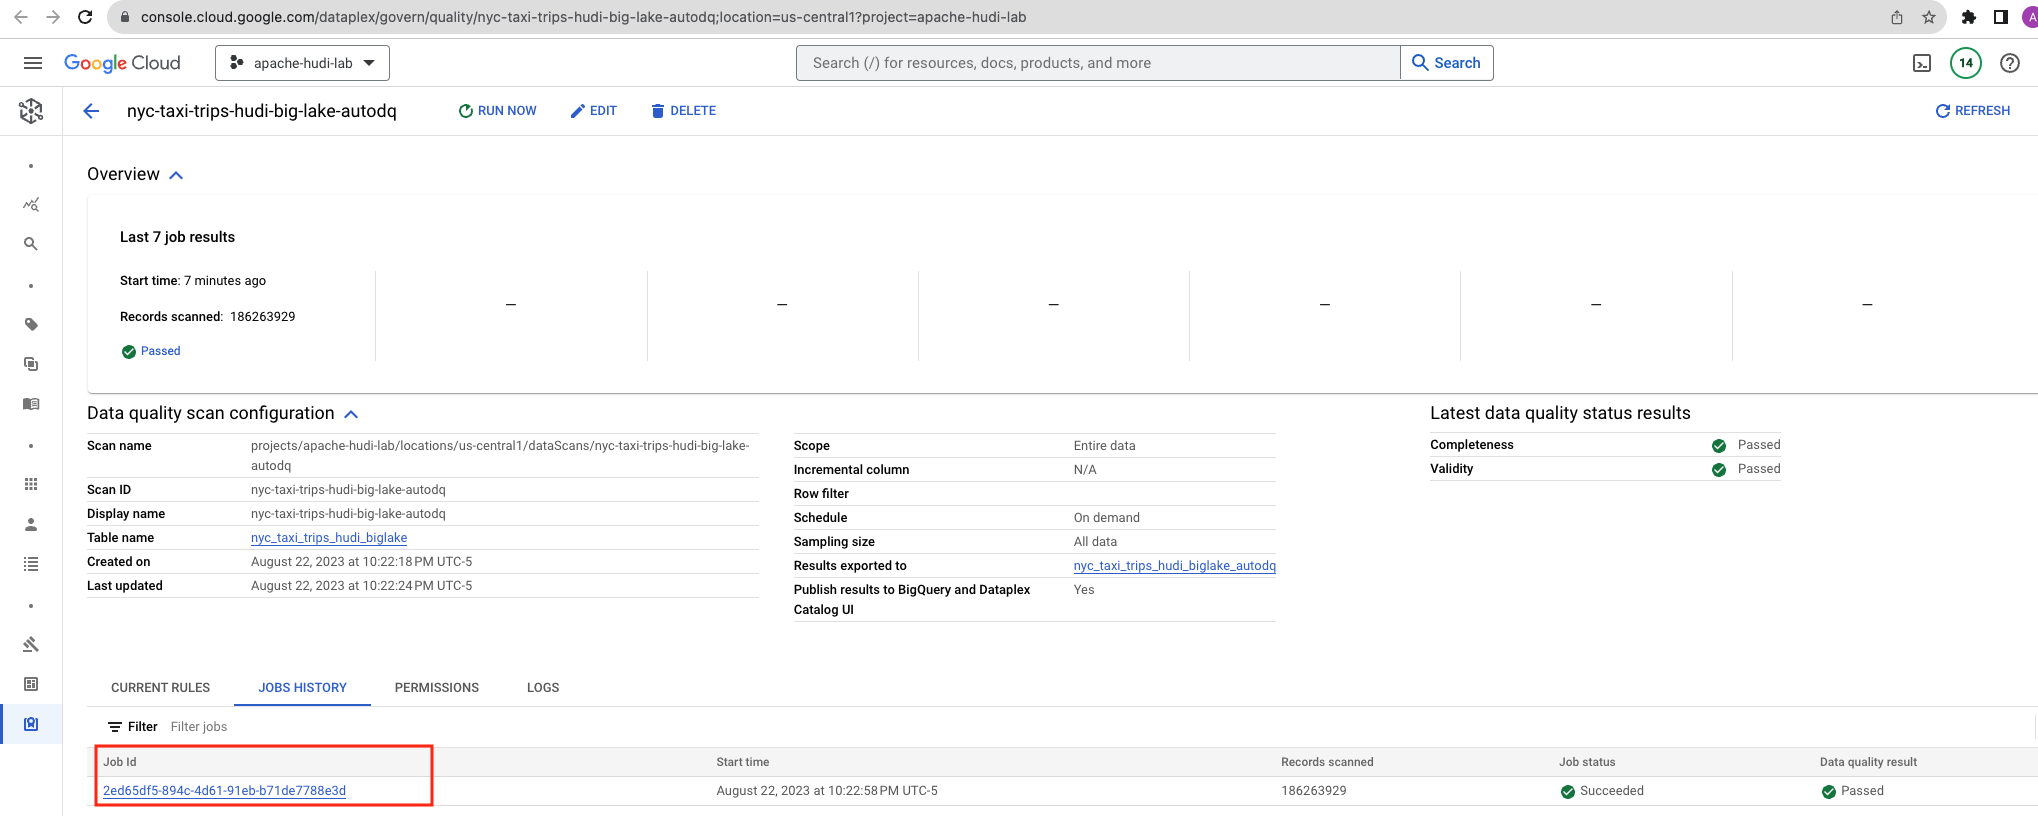 console.cloud.google.com/dataplex/govern/quality/nyc-taxi-trips-hudi-big-lake-autodq;location=us-central1?project=apache-hudi-lab
A
Google Cloud
apache-hudi-lab
Search (/) for resources, docs, products, and more
Search
14
nyc-taxi-trips-hudi-big-lake-autodq
RUN NOW
EDIT
DELETE
REFRESH
Overview
Last 7 job results
Start time: 7 minutes ago
Records scanned: 186263929
Passed
– – – – – –
Data quality scan configuration
Scan name projects/apache-hudi-lab/locations/us-central1/dataScans/nyc-taxi-trips-hudi-big-lake-
autodq
Scan ID nyc-taxi-trips-hudi-big-lake-autodq
Display name nyc-taxi-trips-hudi-big-lake-autodq
Table name nyc_taxi_trips_hudi_biglake
Created on August 22, 2023 at 10:22:18 PM UTC-5
Last updated August 22, 2023 at 10:22:24 PM UTC-5
Scope Entire data
Incremental column N/A
Row filter
Schedule On demand
Sampling size All data
Results exported to nyc_taxi_trips_hudi_biglake_autodq
Publish results to BigQuery and Dataplex Yes
Catalog UI
Latest data quality status results
Completeness Passed
Validity Passed
CURRENT RULES
JOBS HISTORY
PERMISSIONS
LOGS
Filter Filter jobs
Job Id Start time Records scanned Job status Data quality result
2ed65df5-894c-4d61-91eb-b71de7788e3d August 22, 2023 at 10:22:58 PM UTC-5 186263929 Succeeded Passed